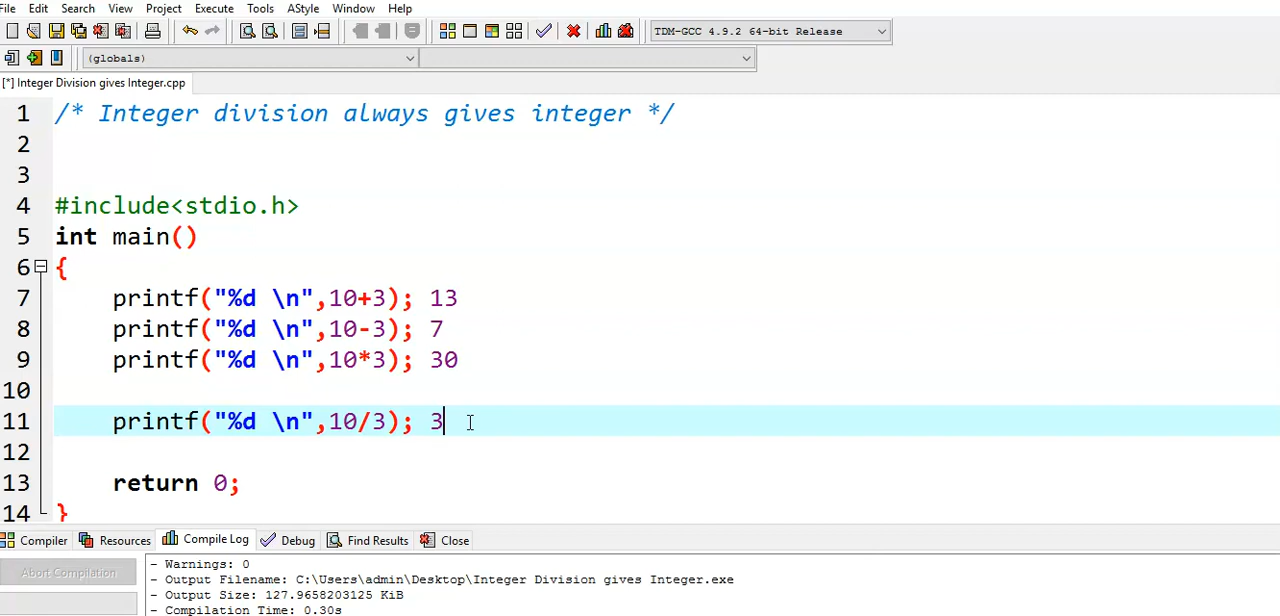 File Edit Search View Project Execute Tools AStyle Window Help
TDM-GCC 4.9.2 64-bit Release
(globals)
[*] Integer Division gives Integer.cpp
1 /* Integer division always gives integer */
2
3
4 #include<stdio.h>
5 int main()
6 {
7 printf("%d \n",10+3); 13
8 printf("%d \n",10-3); 7
9 printf("%d \n",10*3); 30
10
11 printf("%d \n",10/3); 3
12
13 return 0;
14 }
Compiler Resources Compile Log Debug Find Results Close
Abort Compilation
- Warnings: 0
- Output Filename: C:\Users\admin\Desktop\Integer Division gives Integer.exe
- Output Size: 127.9658203125 KiB
- Compilation Time: 0.30s